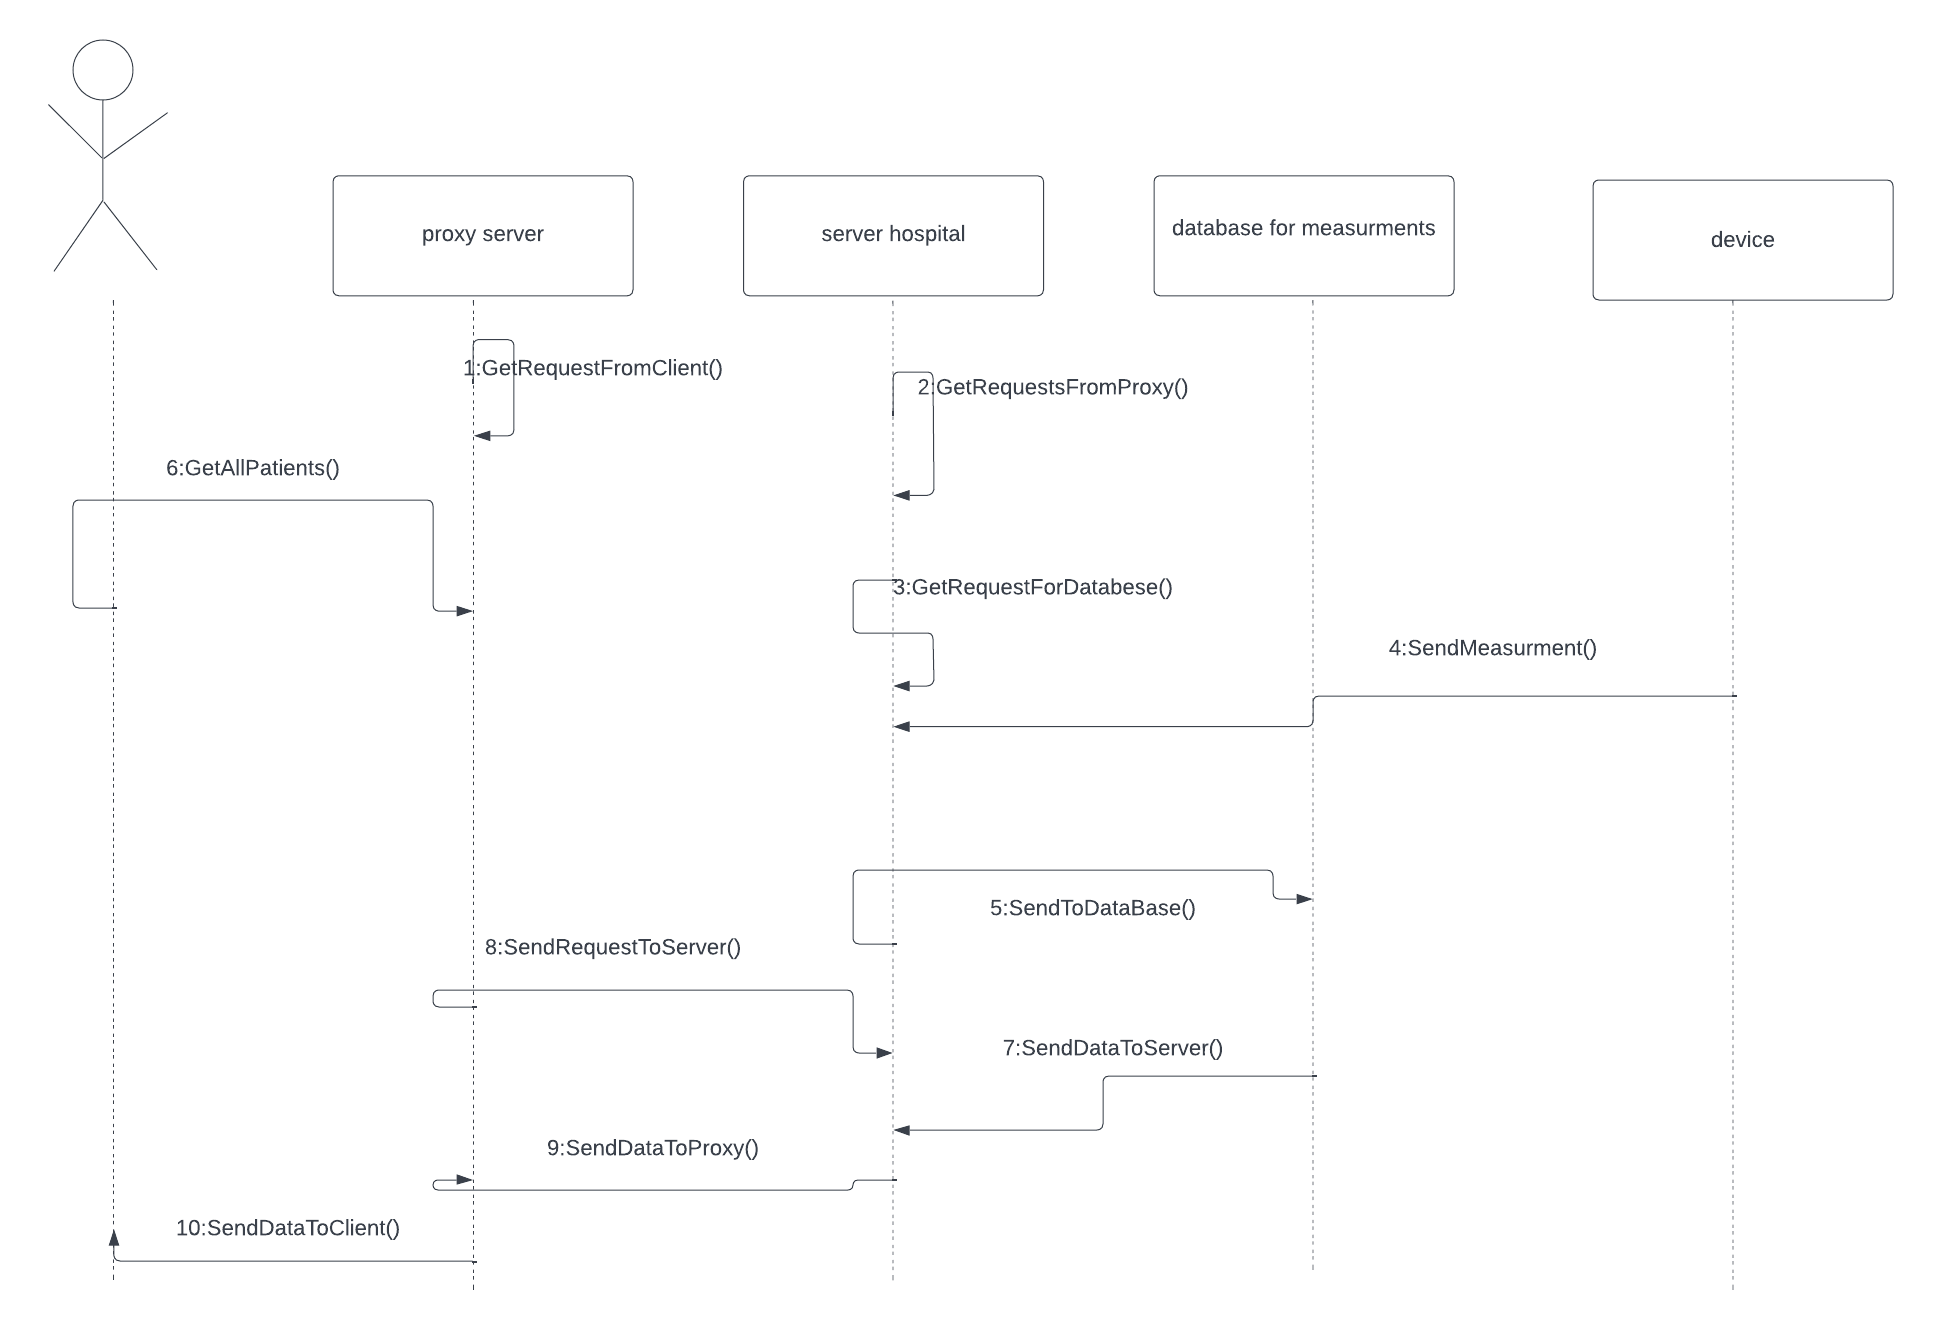 proxy server
server hospital
database for measurments
device
1:GetRequestFromClient()
2:GetRequestsFromProxy()
6:GetAllPatients()
3:GetRequestForDatabese()
4:SendMeasurment()
5:SendToDataBase()
8:SendRequestToServer()
7:SendDataToServer()
9:SendDataToProxy()
10:SendDataToClient()